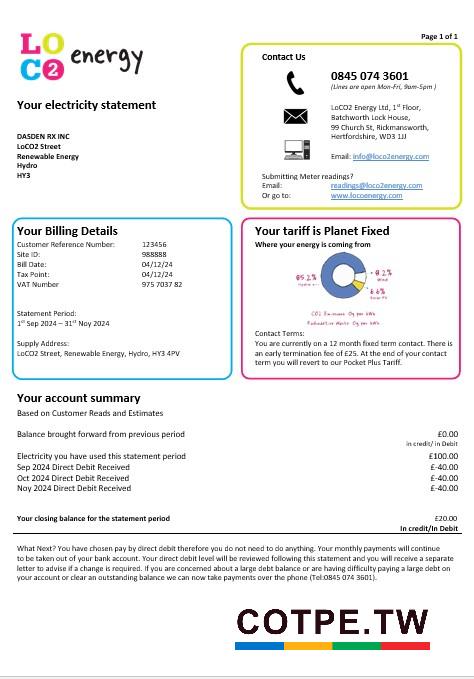 Page 1 of 1
LOCO2 energy
Contact Us
0845 074 3601
(Lines are open Mon-Fri, 9am-5pm )
Your electricity statement
LoCO2 Energy Ltd, 1st Floor,
Batchworth Lock House,
99 Church St, Rickmansworth,
Hertfordshire, WD3 1JJ
DASDEN RX INC
LoCO2 Street
Renewable Energy
Hydro
HY3
Email: info@loco2energy.com
Submitting Meter readings?
Email: readings@loco2energy.com
Or go to: www.locoenergy.com
Your Billing Details
Customer Reference Number: 123456
Site ID: 988888
Bill Date: 04/12/24
Tax Point: 04/12/24
VAT Number 975 7037 82
Statement Period:
1st Sep 2024 – 31st Nov 2024
Supply Address:
LoCO2 Street, Renewable Energy, Hydro, HY3 4PV
Your tariff is Planet Fixed
Where your energy is coming from
85.2%
Hydro
8.2%
Wind
6.6%
Solar PV
CO2 Emissions 0g per kWh
Radioactive Waste 0g per kWh
Contact Terms:
You are currently on a 12 month fixed term contact. There is
an early termination fee of £25. At the end of your contact
term you will revert to our Pocket Plus Tariff.
Your account summary
Based on Customer Reads and Estimates
Balance brought forward from previous period £0.00
in credit/ in Debit
Electricity you have used this statement period £100.00
Sep 2024 Direct Debit Received £-40.00
Oct 2024 Direct Debit Received £-40.00
Noy 2024 Direct Debit Received £-40.00
Your closing balance for the statement period £20.00
In credit/In Debit
What Next? You have chosen pay by direct debit therefore you do not need to do anything. Your monthly payments will continue
to be taken out of your bank account. Your direct debit level will be reviewed following this statement and you will receive a separate
letter to advise if a change is required. If you are concerned about a large debit balance or are having difficulty paying a large debt on
your account or clear an outstanding balance we can now take payments over the phone (Tel:0845 074 3601).
COTPE.TW